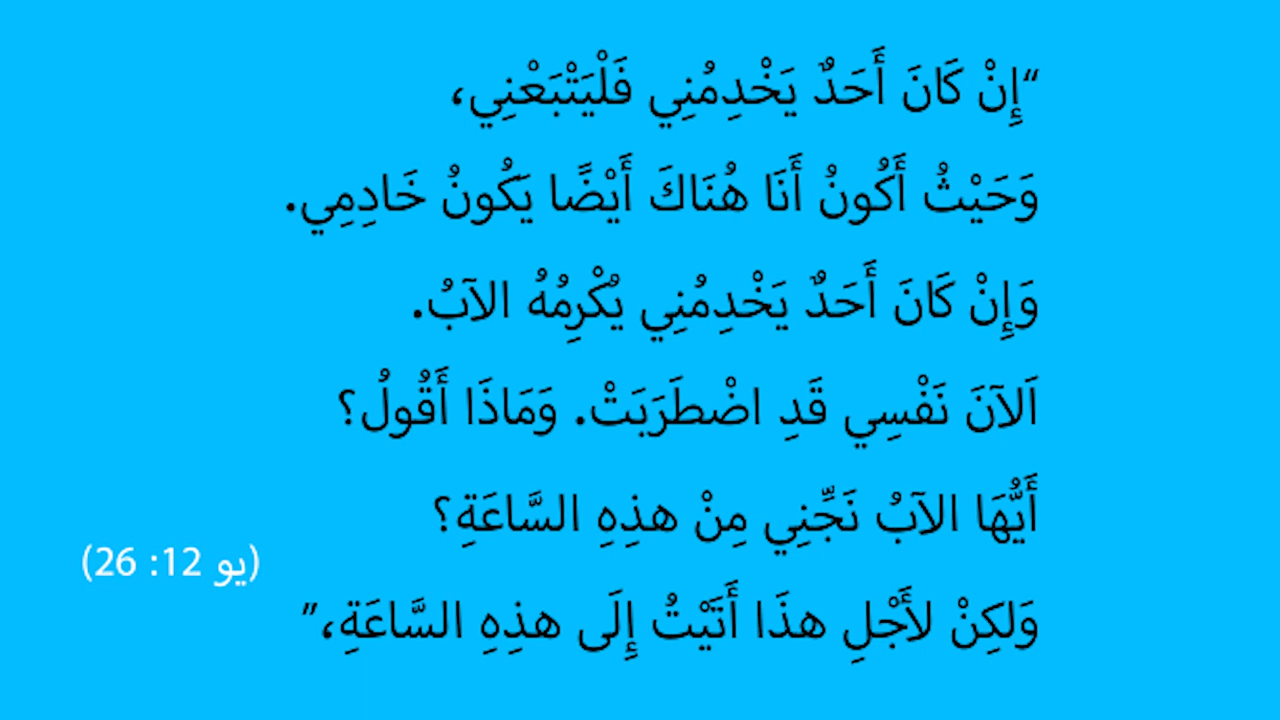 “إِنْ كَانَ أَحَدٌ يَخْدِمُنِي فَلْيَتْبَعْنِي،
وَحَيْثُ أَكُونُ أَنَا هُنَاكَ أَيْضًا يَكُونُ خَادِمِي.
وَإِنْ كَانَ أَحَدٌ يَخْدِمُنِي يُكْرِمُهُ الآبُ.
اَلآنَ نَفْسِي قَدِ اضْطَرَبَتْ. وَمَاذَا أَقُولُ؟
أَيُّهَا الآبُ نَجِّنِي مِنْ هذِهِ السَّاعَةِ؟
(يو 12: 26)
وَلكِنْ لأَجْلِ هذَا أَتَيْتُ إِلَى هذِهِ السَّاعَةِ،”